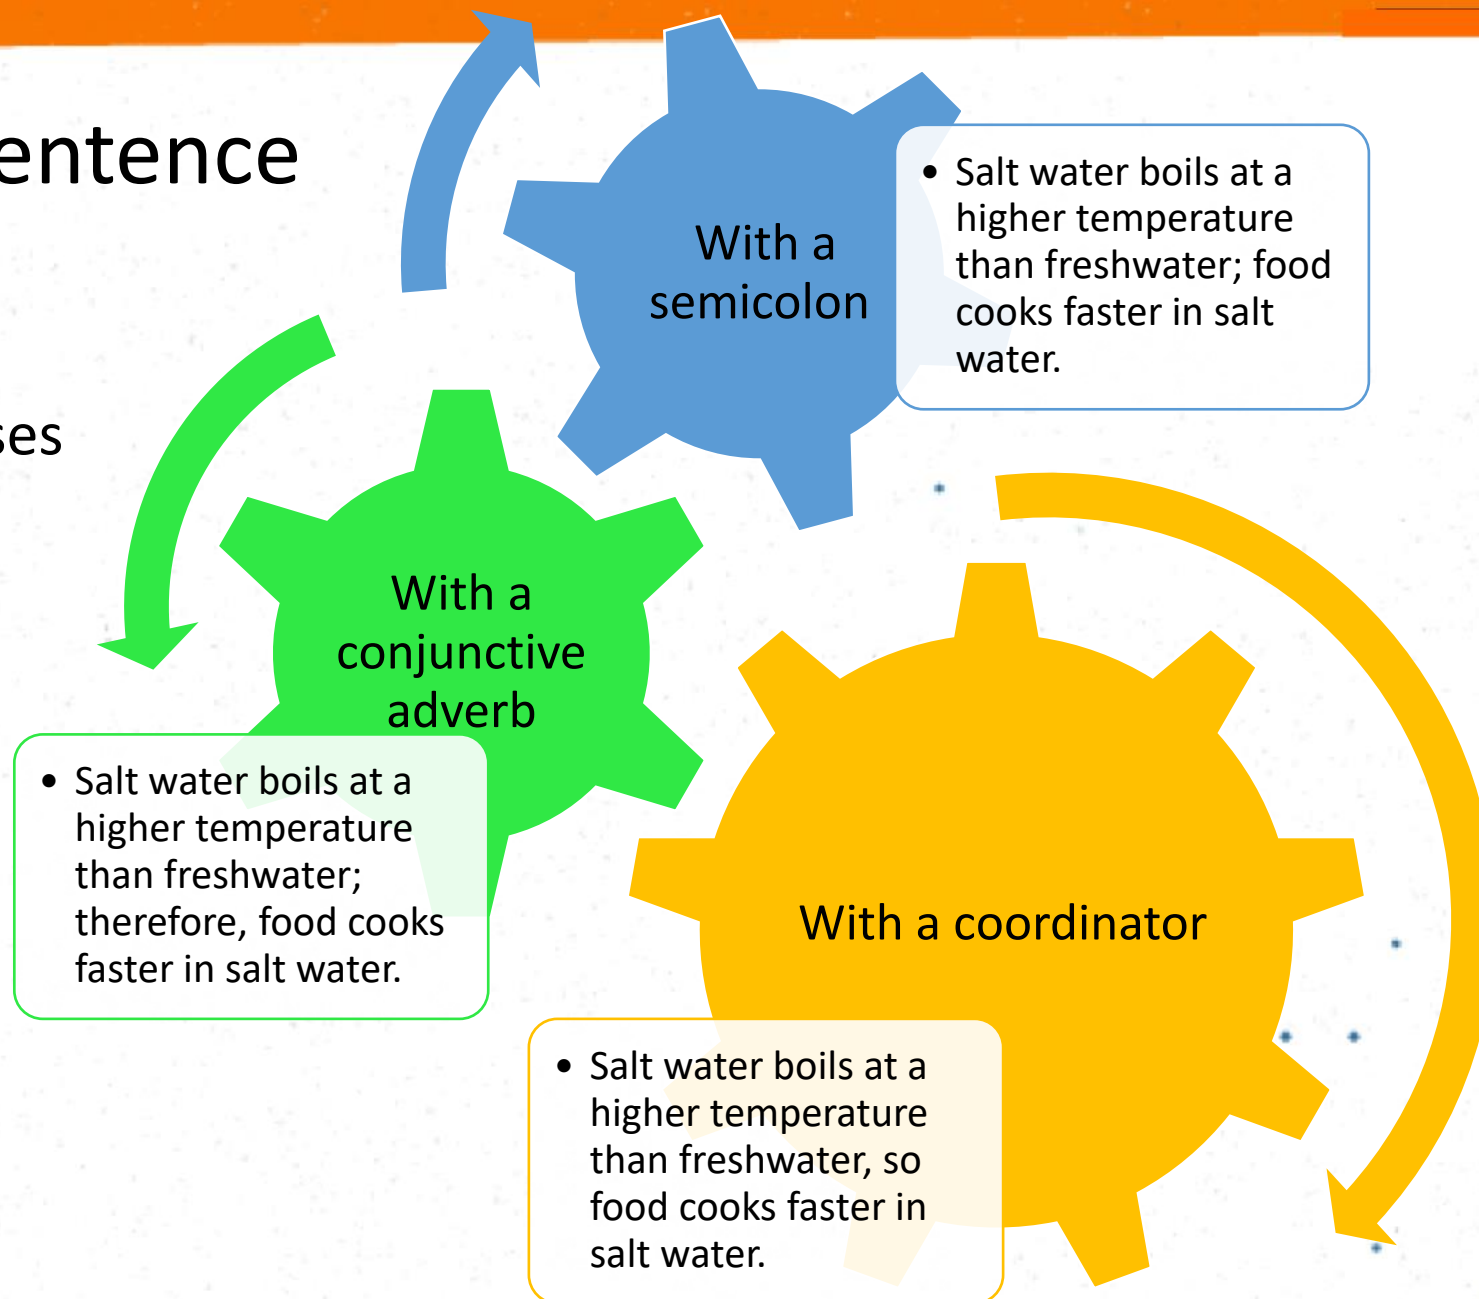 entence
ses
With a
semicolon
• Salt water boils at a
higher temperature
than freshwater; food
cooks faster in salt
water.
With a
conjunctive
adverb
• Salt water boils at a
higher temperature
than freshwater;
therefore, food cooks
faster in salt water.
With a coordinator
• Salt water boils at a
higher temperature
than freshwater, so
food cooks faster in
salt water.